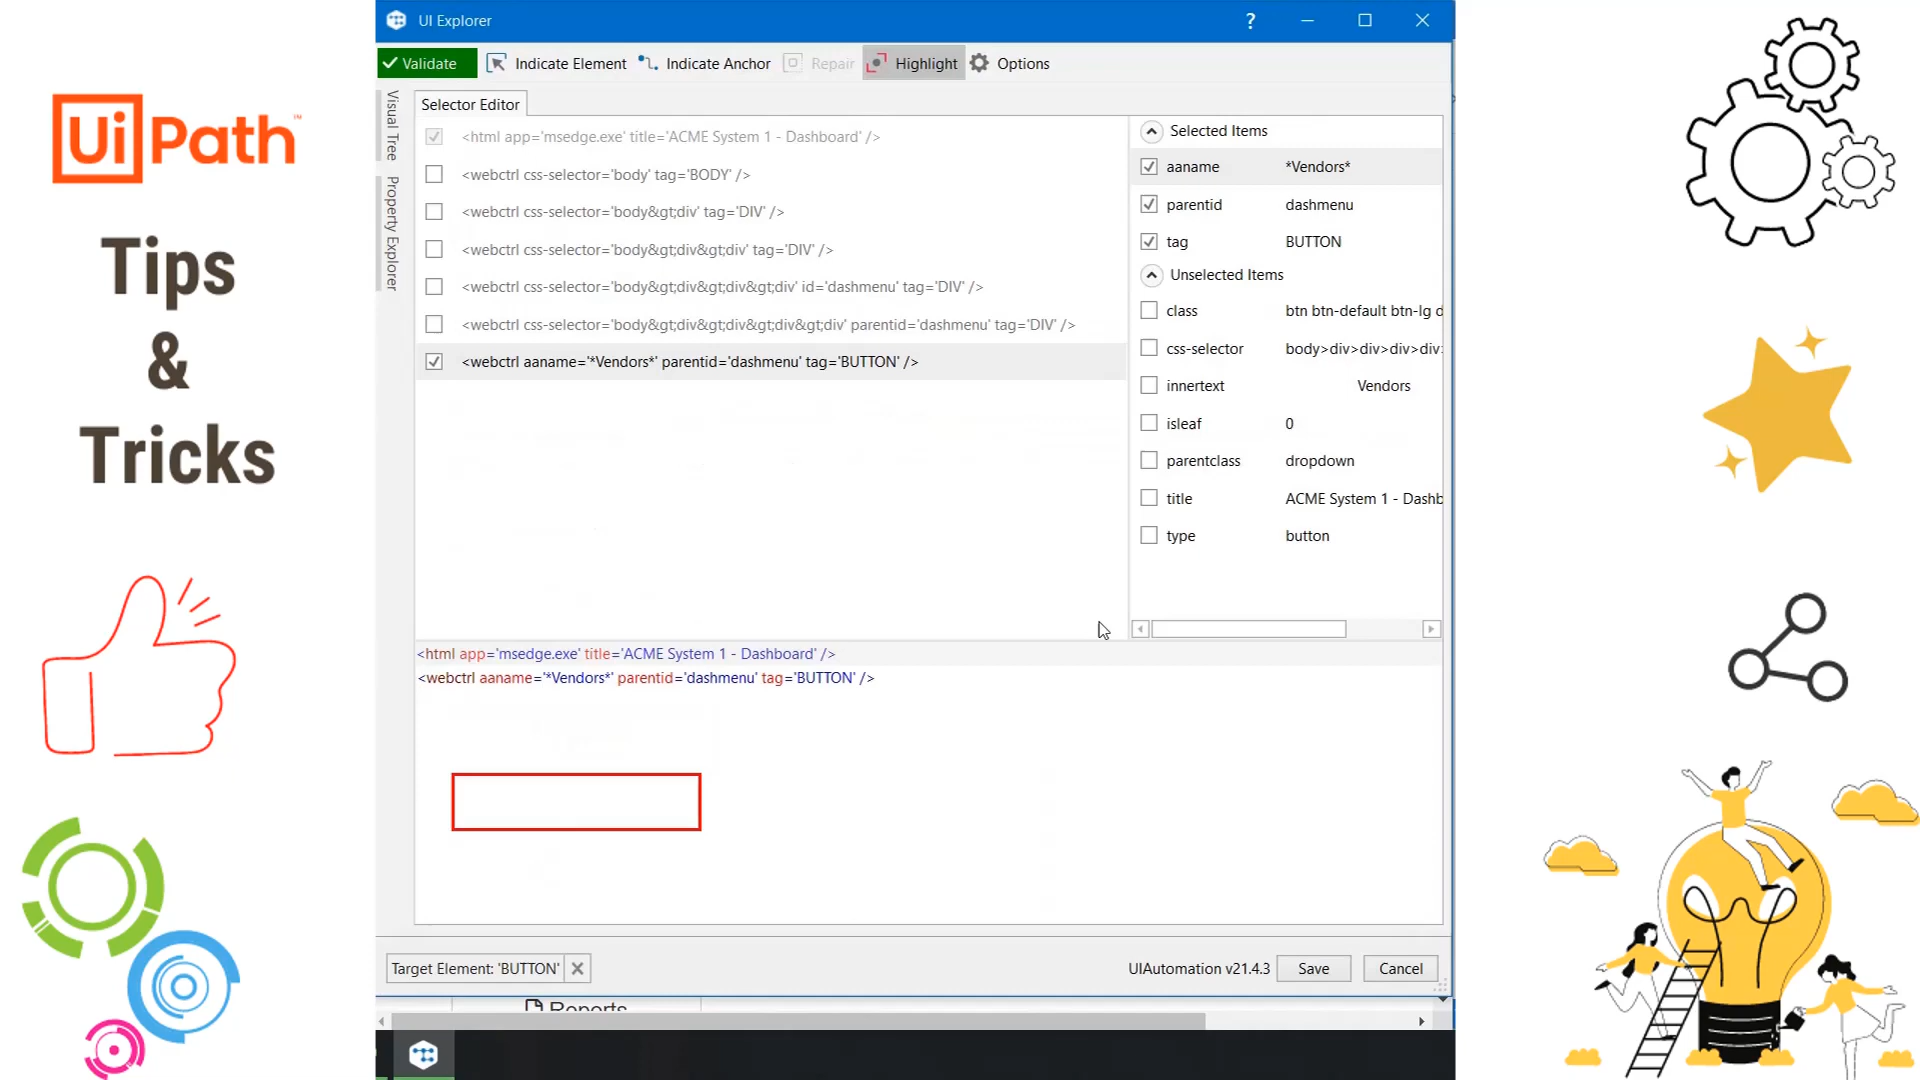 UiPath™
Tips
&
Tricks
UI Explorer
?
Validate
Indicate Element
Indicate Anchor
Repair
Highlight
Options
Visual Tree
Property Explorer
Selector Editor
<html app='msedge.exe' title='ACME System 1 - Dashboard' />
<webctrl css-selector='body' tag='BODY' />
<webctrl css-selector='body&gt;div' tag='DIV' />
<webctrl css-selector='body&gt;div&gt;div' tag='DIV' />
<webctrl css-selector='body&gt;div&gt;div&gt;div' id='dashmenu' tag='DIV' />
<webctrl css-selector='body&gt;div&gt;div&gt;div&gt;div' parentid='dashmenu' tag='DIV' />
<webctrl aaname='*Vendors*' parentid='dashmenu' tag='BUTTON' />
Selected Items
aaname *Vendors*
parentid dashmenu
tag BUTTON
Unselected Items
class btn btn-default btn-lg d
css-selector body>div>div>div>div:
innertext Vendors
isleaf 0
parentclass dropdown
title ACME System 1 - Dashb
type button
<html app='msedge.exe' title='ACME System 1 - Dashboard' />
<webctrl aaname='*Vendors*' parentid='dashmenu' tag='BUTTON' />
Target Element: 'BUTTON'
UIAutomation v21.4.3
Save
Cancel
Reports